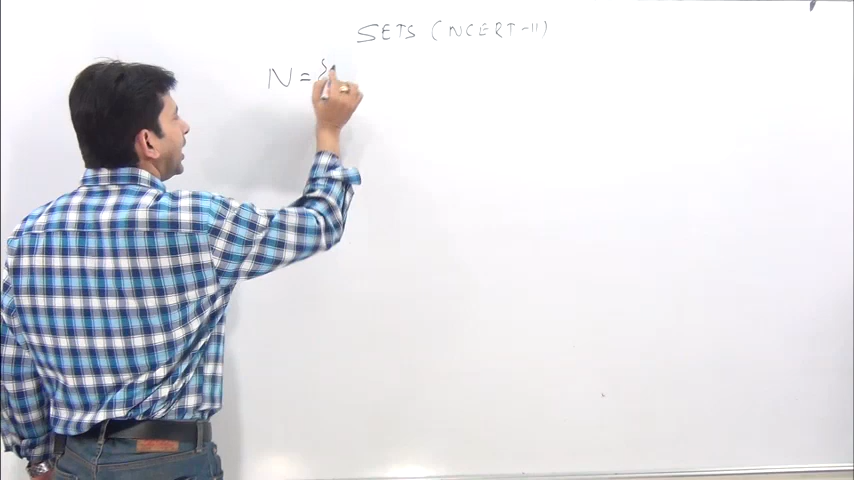 SETS (NCERT-11)
N = {